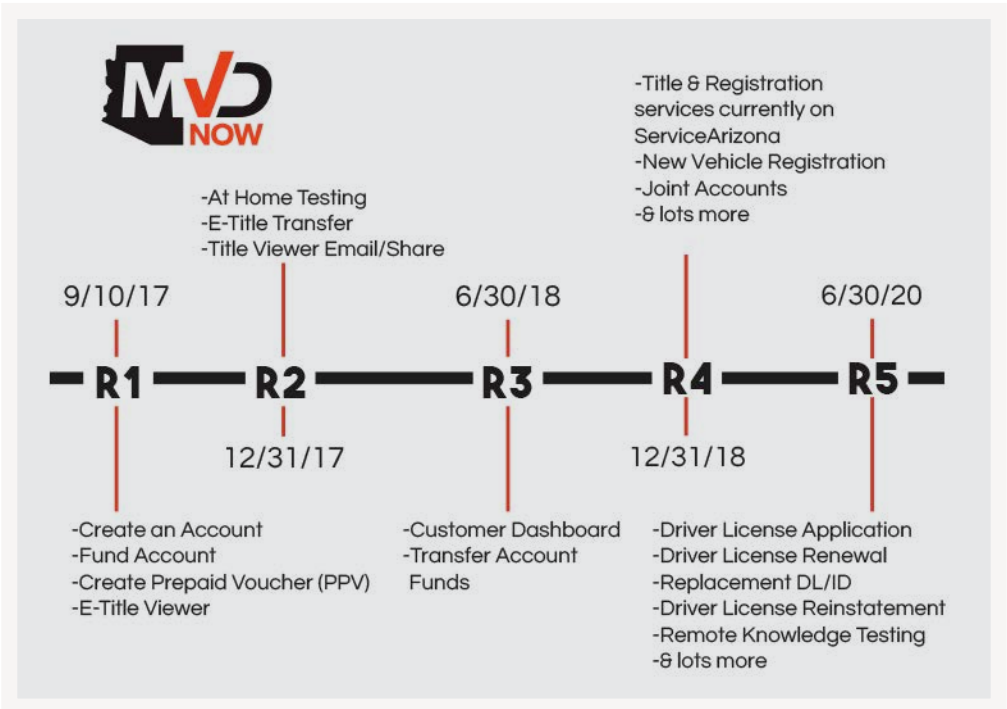 MVD
NOW
-At Home Testing
-E-Title Transfer
-Title Viewer Email/Share
-Title & Registration
services currently on
ServiceArizona
-New Vehicle Registration
-Joint Accounts
-& lots more
9/10/17
6/30/18
6/30/20
R1
R2
R3
R4
R5
12/31/17
12/31/18
-Create an Account
-Fund Account
-Create Prepaid Voucher (PPV)
-E-Title Viewer
-Customer Dashboard
-Transfer Account
Funds
-Driver License Application
-Driver License Renewal
-Replacement DL/ID
-Driver License Reinstatement
-Remote Knowledge Testing
-& lots more